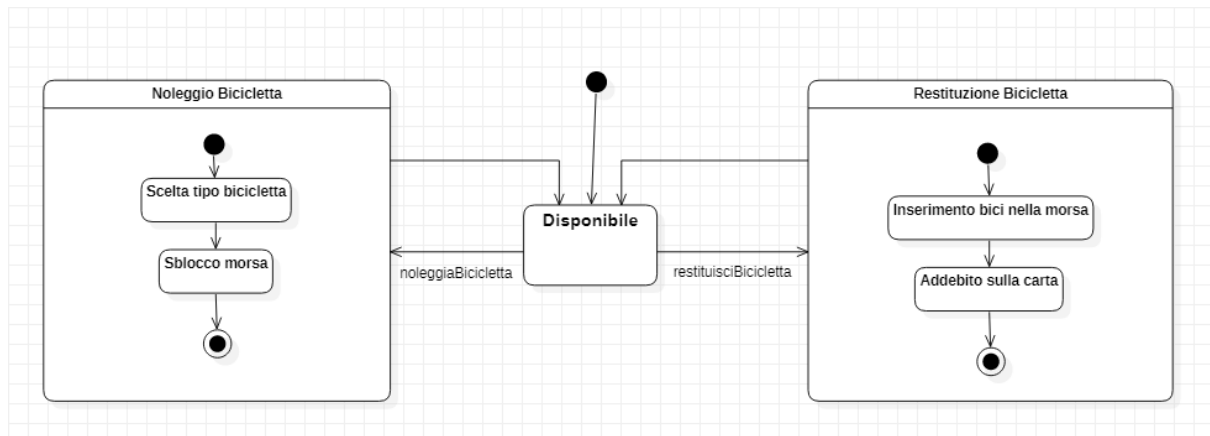 Noleggio Bicicletta
Scelta tipo bicicletta
Sblocco morsa
Disponibile
noleggiaBicicletta
restituisciBicicletta
Restituzione Bicicletta
Inserimento bici nella morsa
Addebito sulla carta